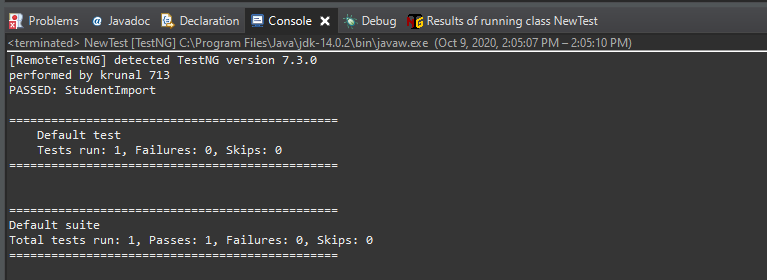 Problems @ Javadoc Declaration Console Debug Results of running class NewTest
<terminated> NewTest [TestNG] C:\Program Files\Java\jdk-14.0.2\bin\javaw.exe (Oct 9, 2020, 2:05:07 PM – 2:05:10 PM)
[RemoteTestNG] detected TestNG version 7.3.0
performed by krunal 713
PASSED: StudentImport
===============================================
Default test
Tests run: 1, Failures: 0, Skips: 0
===============================================
===============================================
Default suite
Total tests run: 1, Passes: 1, Failures: 0, Skips: 0
===============================================